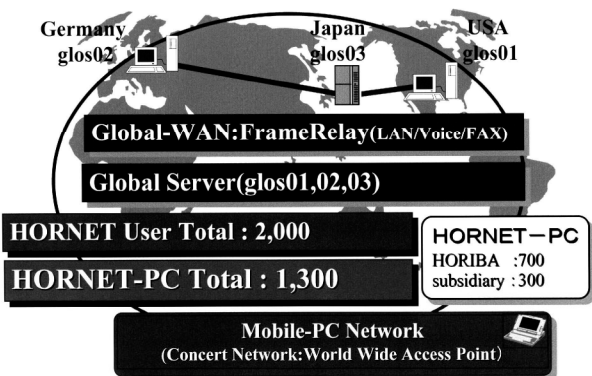 Germany
glos02
Japan
glos03
USA
glos01
Global-WAN:FrameRelay(LAN/Voice/FAX)
Global Server(glos01,02,03)
HORNET User Total : 2,000
HORNET-PC Total : 1,300
HORNET-PC
HORIBA :700
subsidiary :300
Mobile-PC Network
(Concert Network:World Wide Access Point)